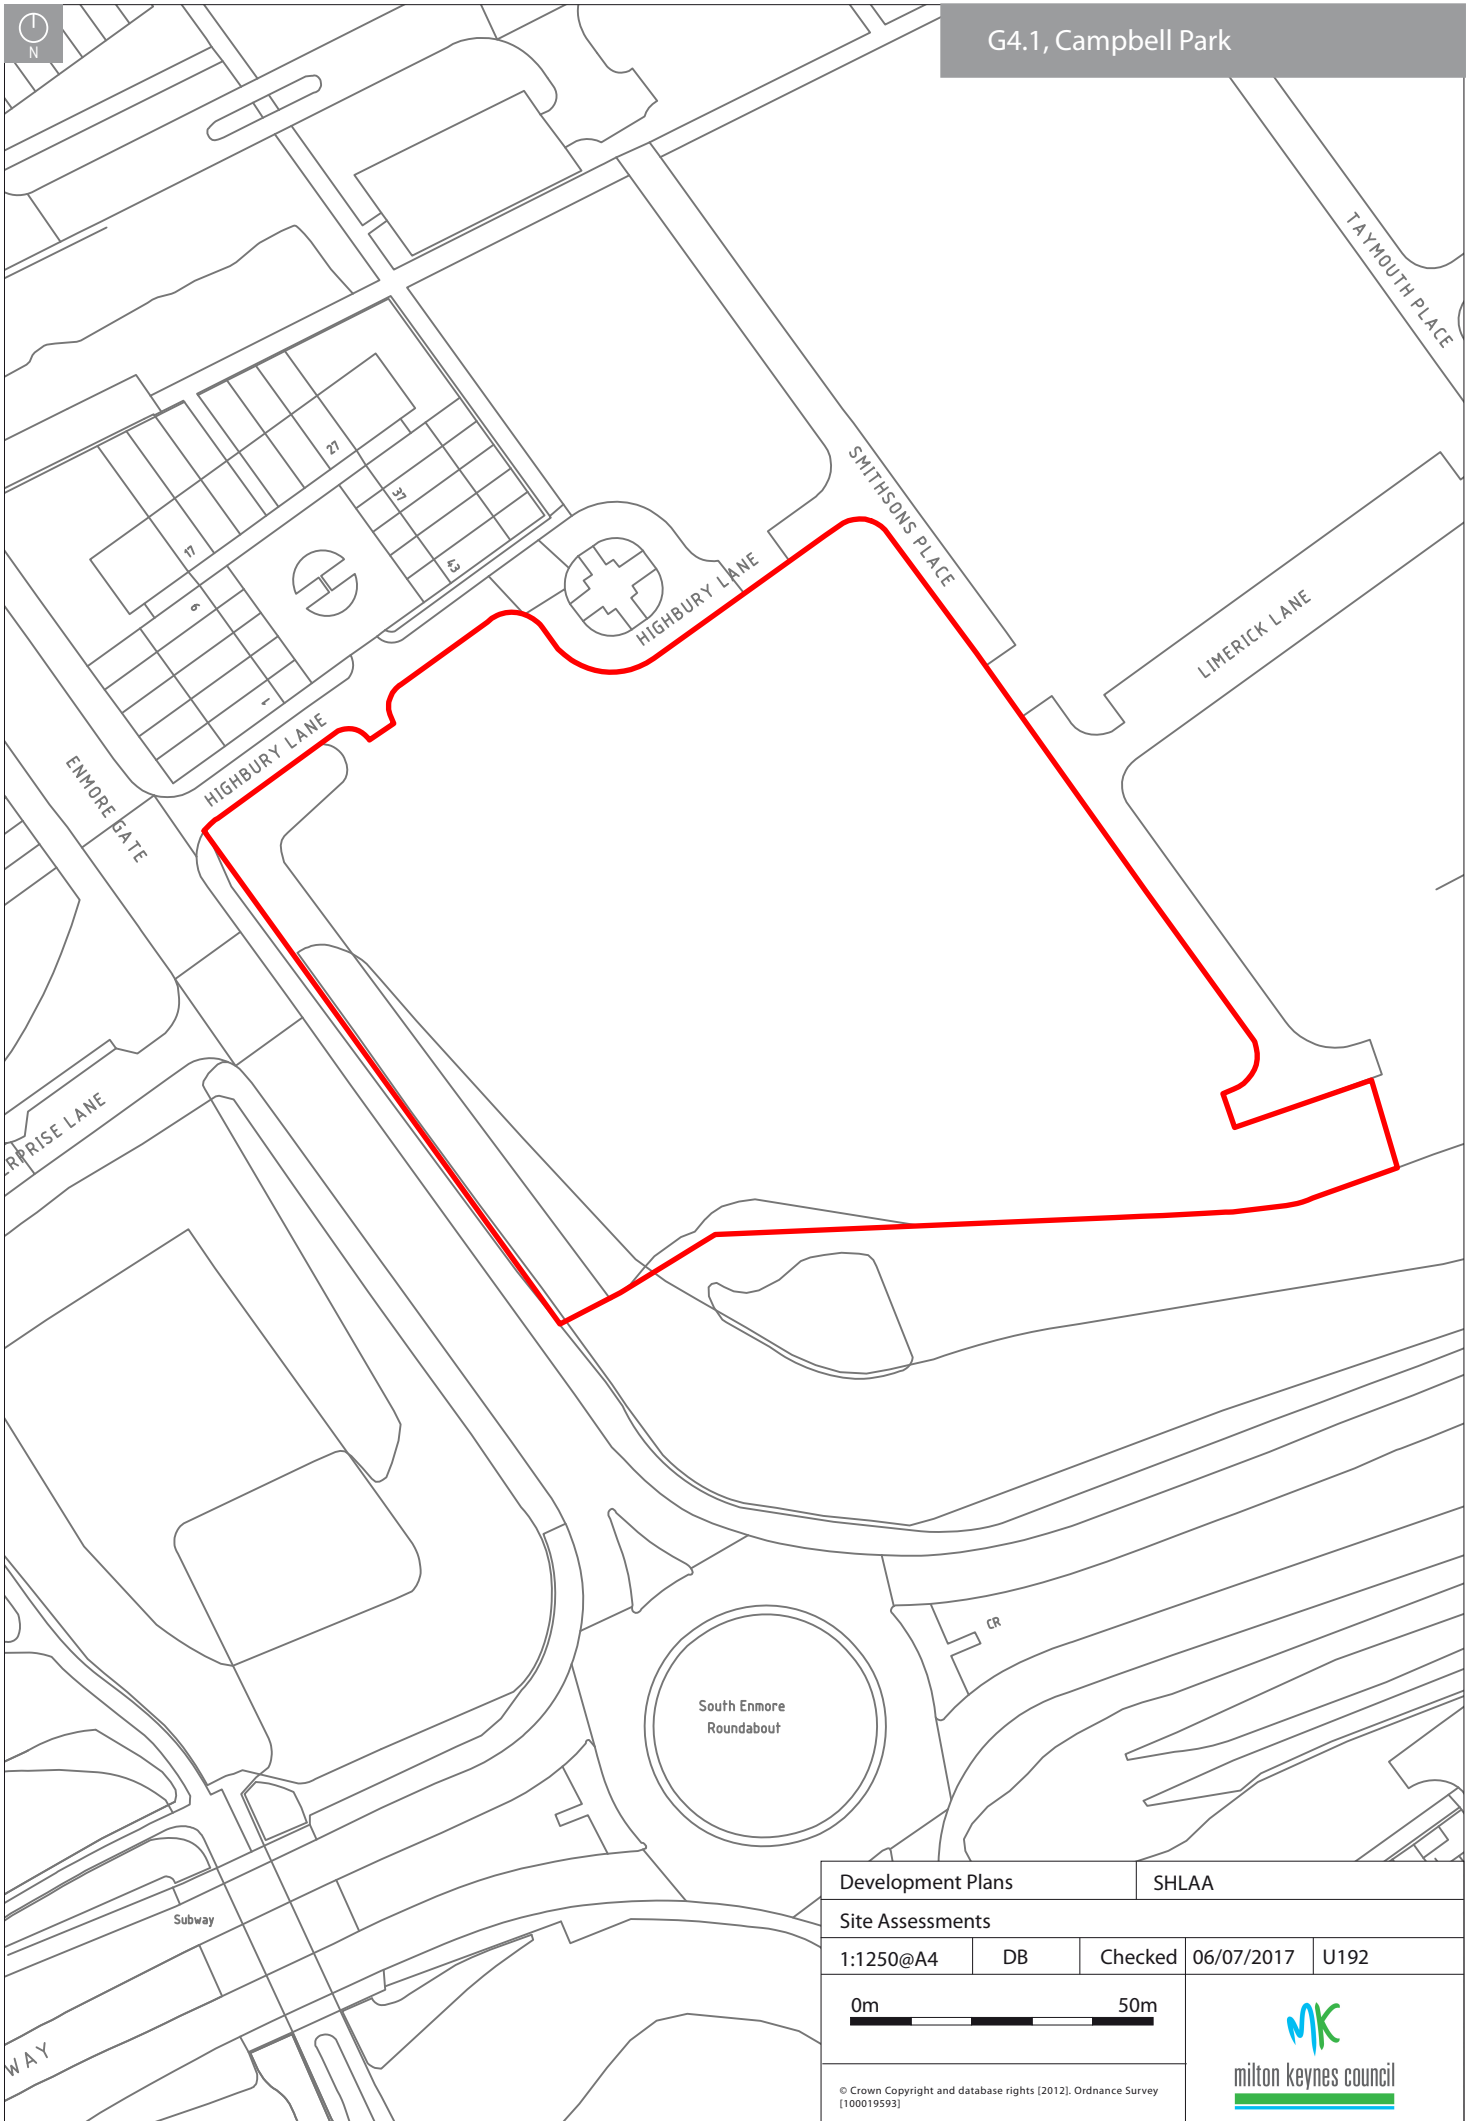 N
G4.1, Campbell Park
TAYMOUTH PLACE
SMITHSONS PLACE
27
37
17
43
6
1
HIGHBURY LANE
LIMERICK LANE
HIGHBURY LANE
ENMORE GATE
ERPRISE LANE
CR
South Enmore
Roundabout
Subway
WAY
Development Plans
SHLAA
Site Assessments
1:1250@A4
DB
Checked
06/07/2017
U192
0m
50m
milton keynes council
© Crown Copyright and database rights [2012]. Ordnance Survey
[100019593]